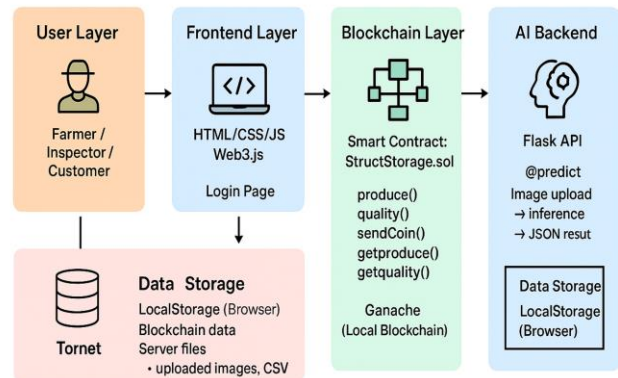 User Layer
Farmer /
Inspector /
Customer
Frontend Layer
</>
HTML/CSS/JS
Web3.js
Login Page
Blockchain Layer
Smart Contract:
StructStorage.sol
produce()
quality()
sendCoin()
getproduce()
getquality()
Ganache
(Local Blockchain)
AI Backend
Flask API
@predict
Image upload
→ inference
→ JSON resut
Data Storage
LocalStorage
(Browser)
Tornet
Data Storage
LocalStorage (Browser)
Blockchain data
Server files
• uploaded images, CSV